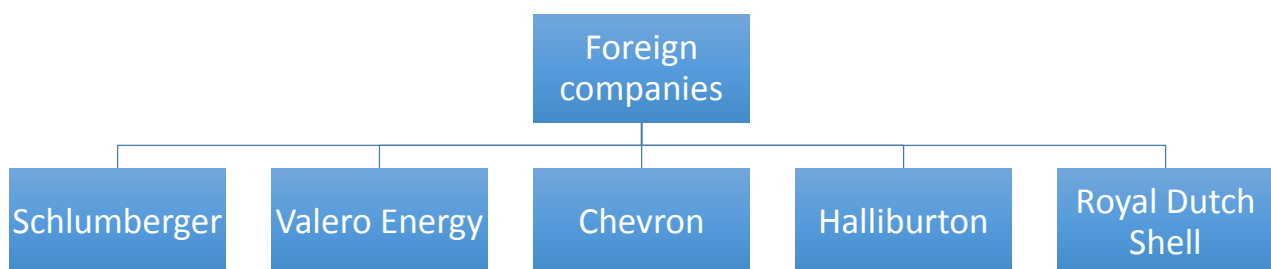 Foreign
companies
Schlumberger
Valero Energy
Chevron
Halliburton
Royal Dutch
Shell